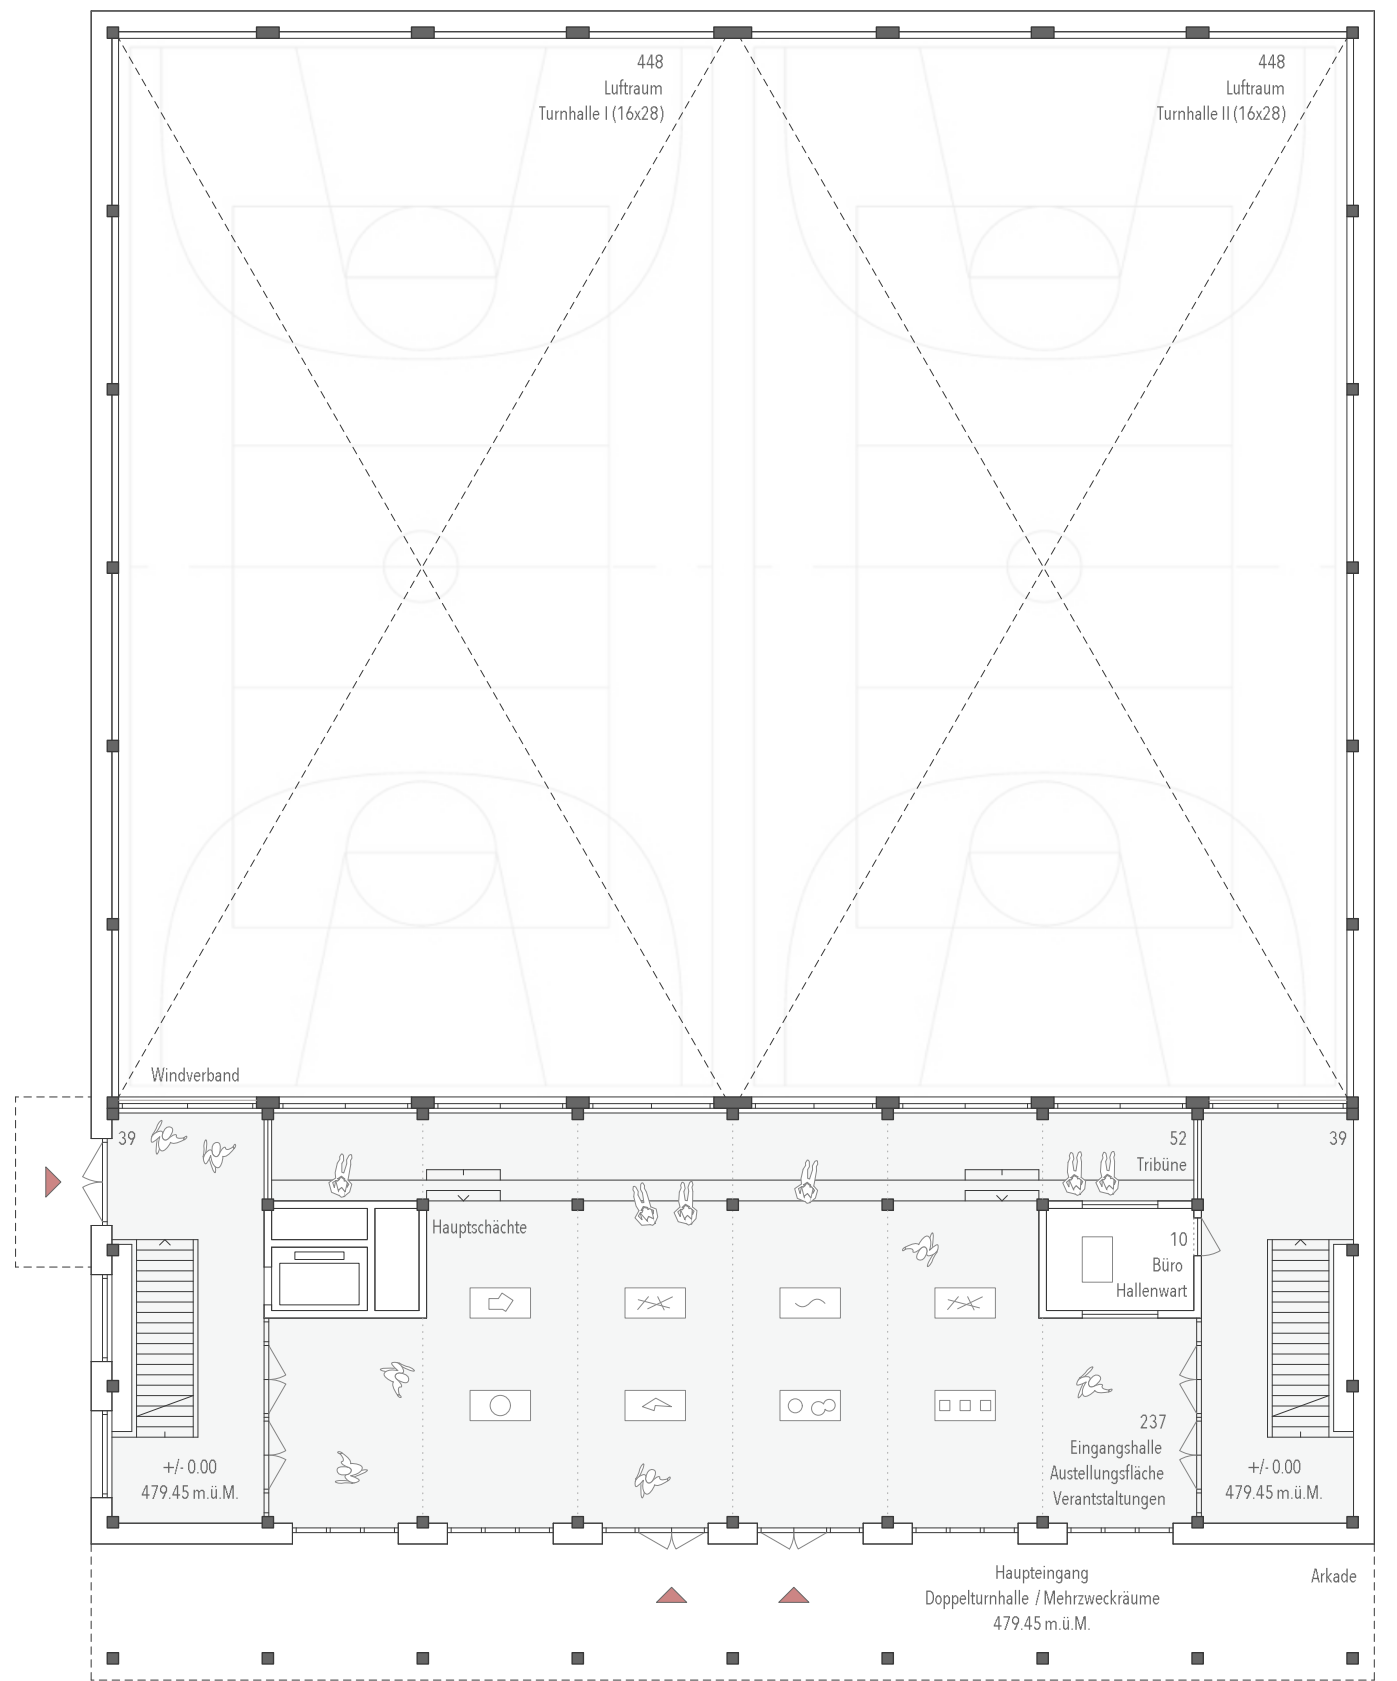 448
Luftraum
Turnhalle I (16x28)
448
Luftraum
Turnhalle II (16x28)
Windverband
39
52
Tribüne
39
Hauptschächte
10
Büro
Hallenwart
237
Eingangshalle
Austellungsfläche
Verantstaltungen
+/- 0.00
479.45 m.ü.M.
+/- 0.00
479.45 m.ü.M.
Haupteingang
Doppelturnhalle / Mehrzweckräume
479.45 m.ü.M.
Arkade